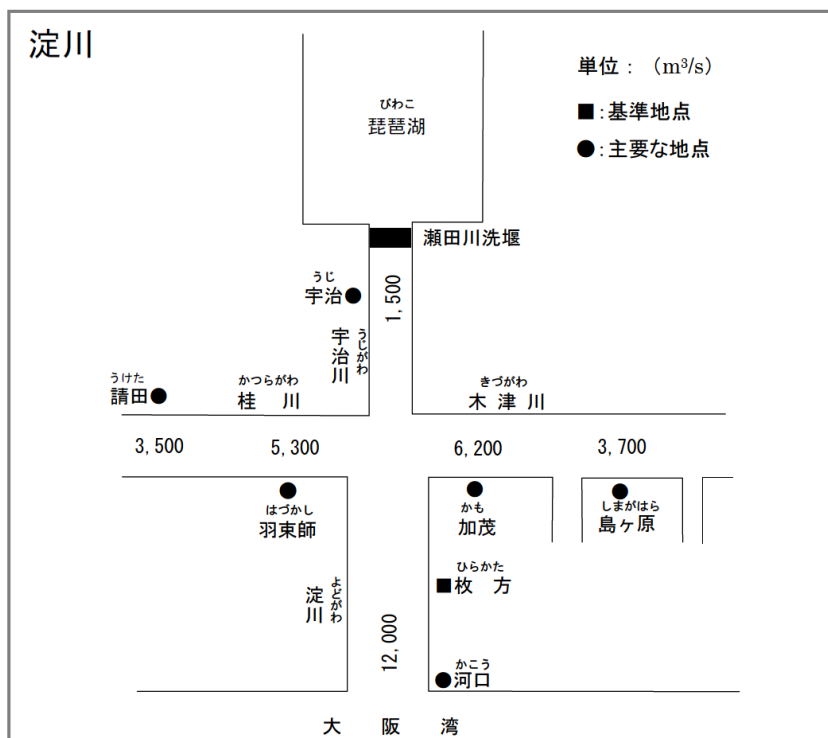 淀川
単位：（m³/s）
■：基準地点
●：主要な地点
びわこ
琵琶湖
瀬田川洗堰
うじ
宇治●
1,500
宇治川
うじがわ
うけた
請田●
かつらがわ
桂　川
きづがわ
木 津 川
3,500
5,300
6,200
3,700
●
はづかし
羽束師
●
かも
加茂
●
しまがはら
島ヶ原
ひらかた
■枚　方
淀川
よどがわ
12,000
かこう
●河口
大　阪　湾